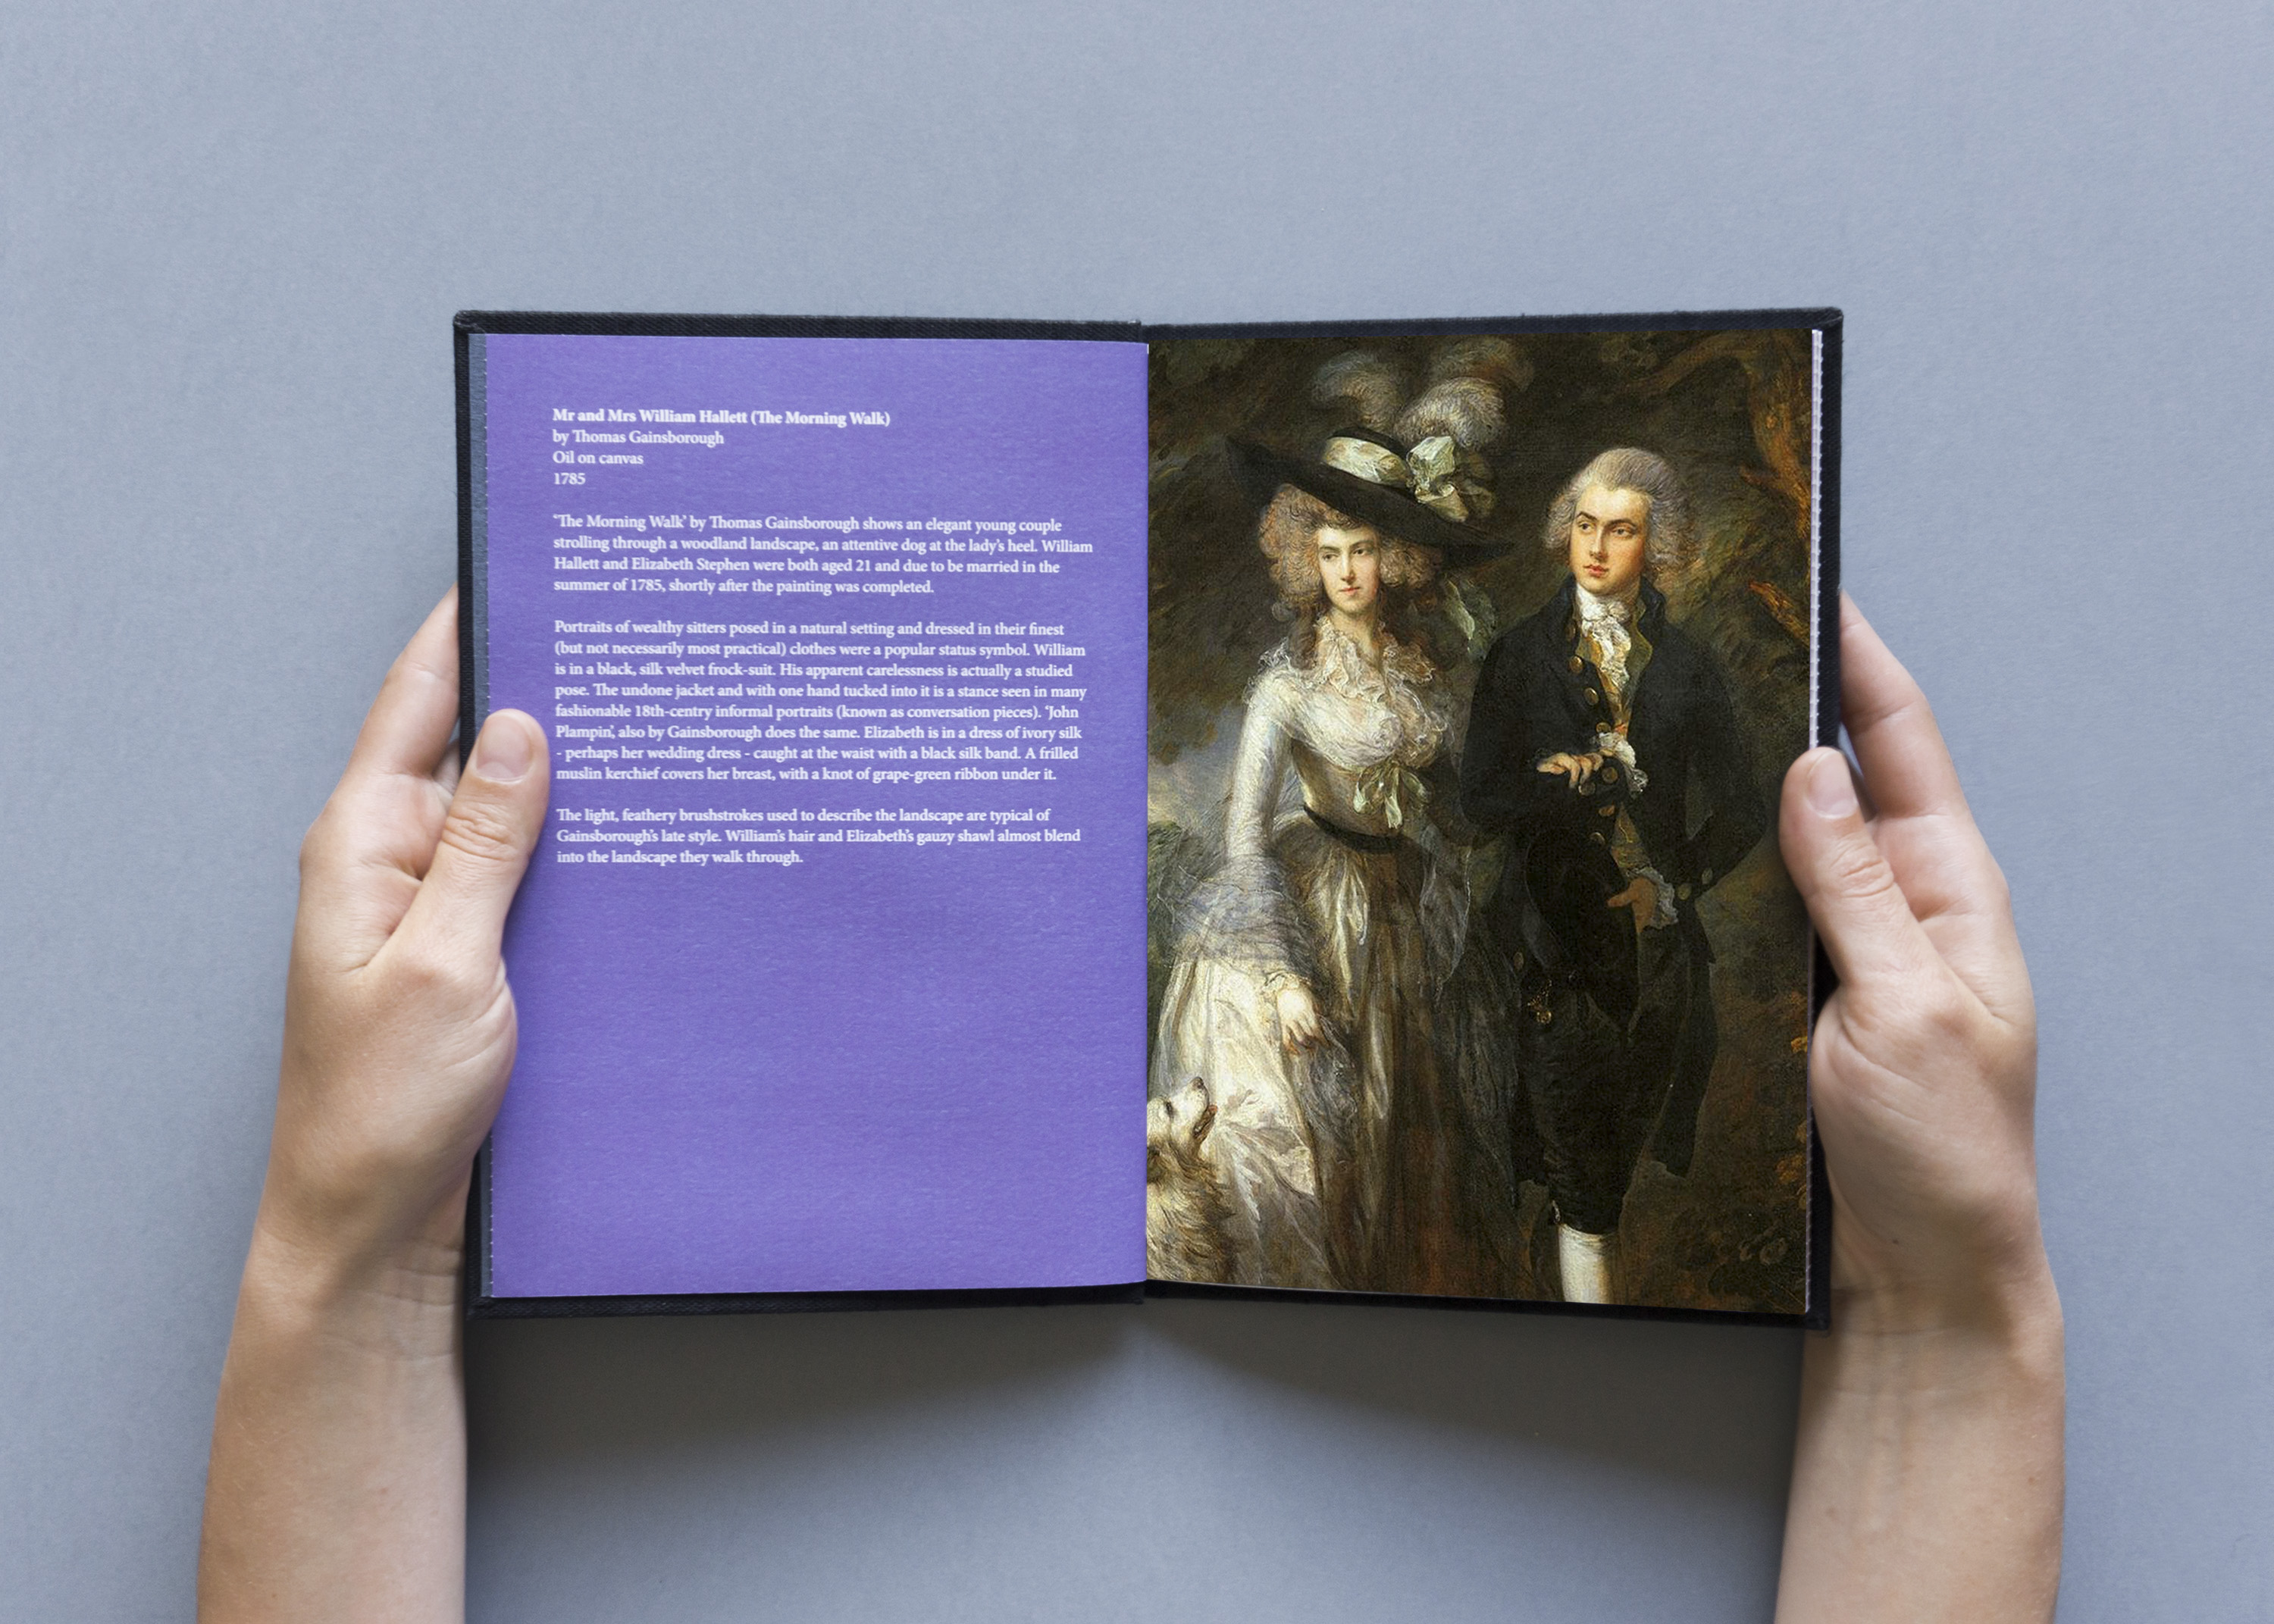 Mr and Mrs William Hallett (The Morning Walk)
by Thomas Gainsborough
Oil on canvas
1785
‘The Morning Walk’ by Thomas Gainsborough shows an elegant young couple
strolling through a woodland landscape, an attentive dog at the lady’s heel. William
Hallett and Elizabeth Stephen were both aged 21 and due to be married in the
summer of 1785, shortly after the painting was completed.
Portraits of wealthy sitters posed in a natural setting and dressed in their finest
(but not necessarily most practical) clothes were a popular status symbol. William
is in a black, silk velvet frock-suit. His apparent carelessness is actually a studied
pose. The undone jacket and with one hand tucked into it is a stance seen in many
fashionable 18th-centry informal portraits (known as conversation pieces). ‘John
Plampin’, also by Gainsborough does the same. Elizabeth is in a dress of ivory silk
- perhaps her wedding dress - caught at the waist with a black silk band. A frilled
muslin kerchief covers her breast, with a knot of grape-green ribbon under it.
The light, feathery brushstrokes used to describe the landscape are typical of
Gainsborough’s late style. William’s hair and Elizabeth’s gauzy shawl almost blend
into the landscape they walk through.